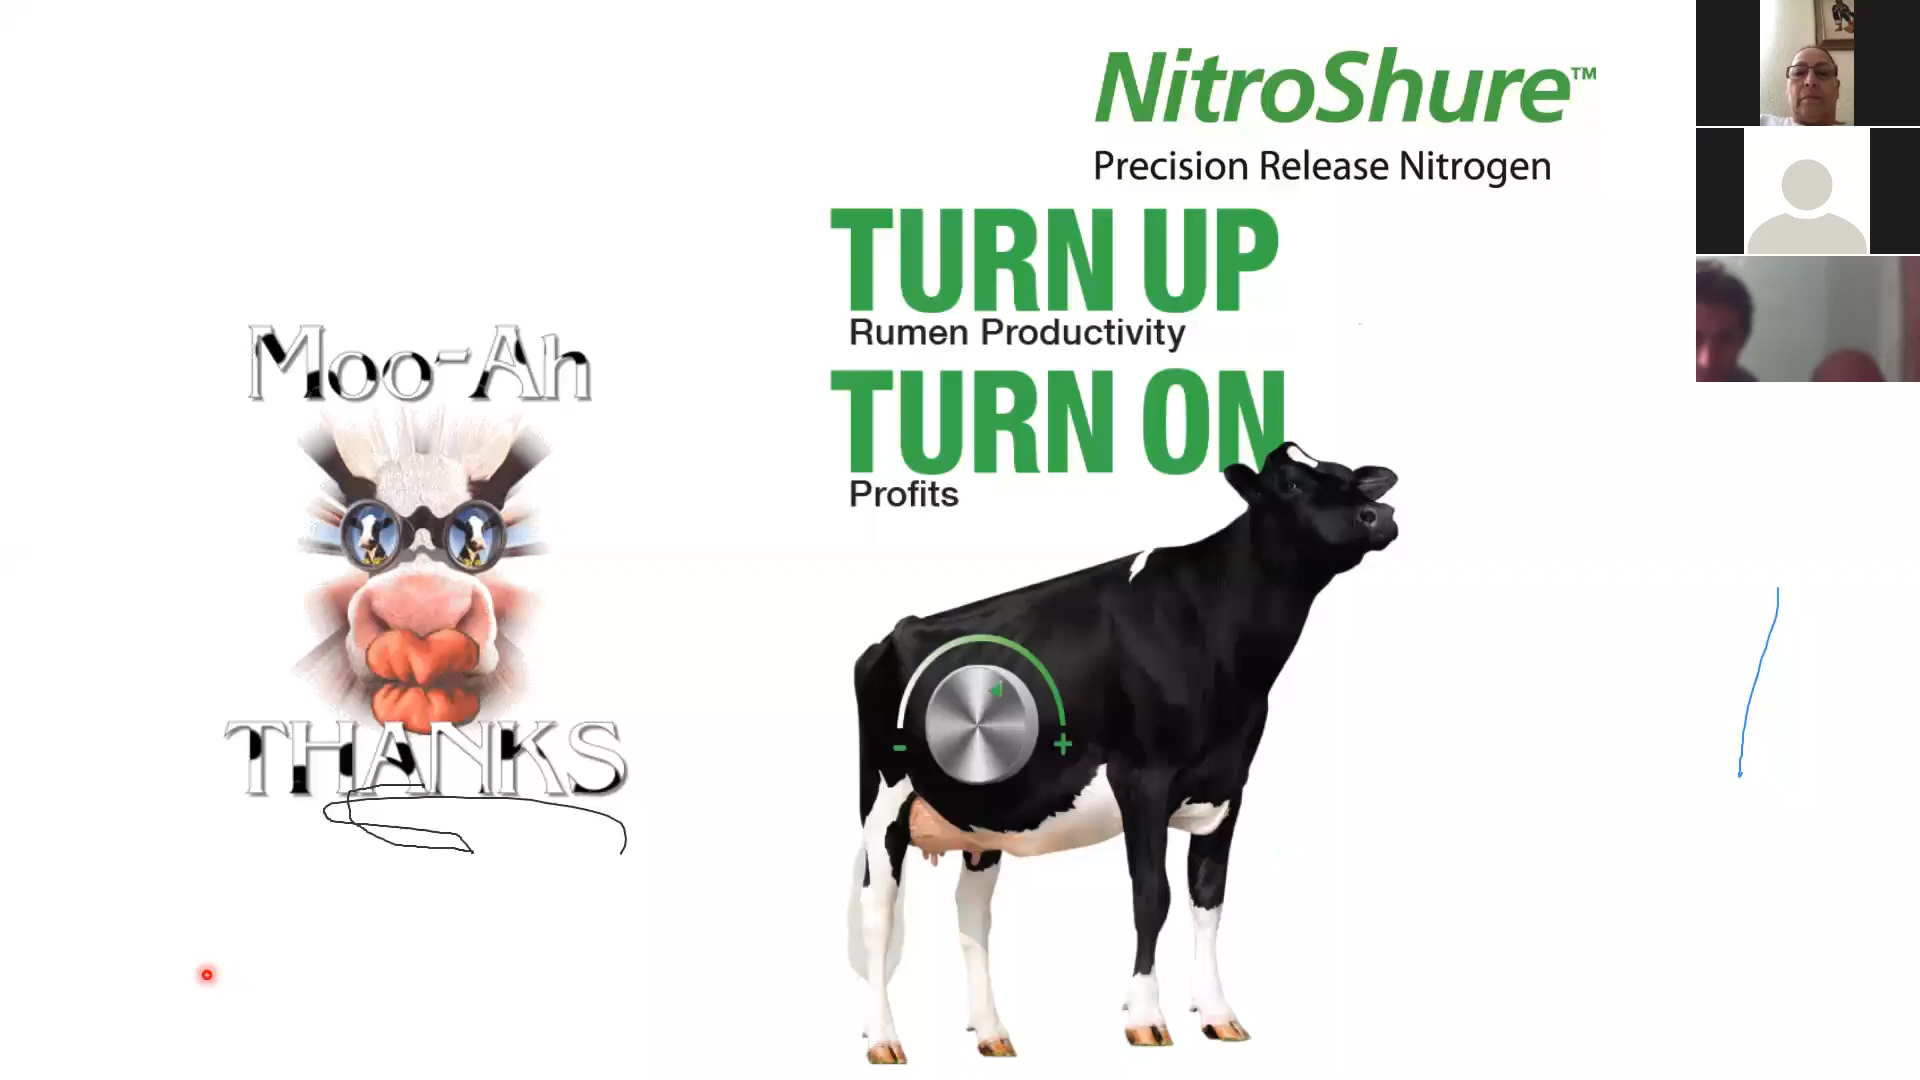 NitroShure™
Precision Release Nitrogen
TURN UP
Rumen Productivity
TURN ON
Profits
Moo-Ah
THANKS
- +